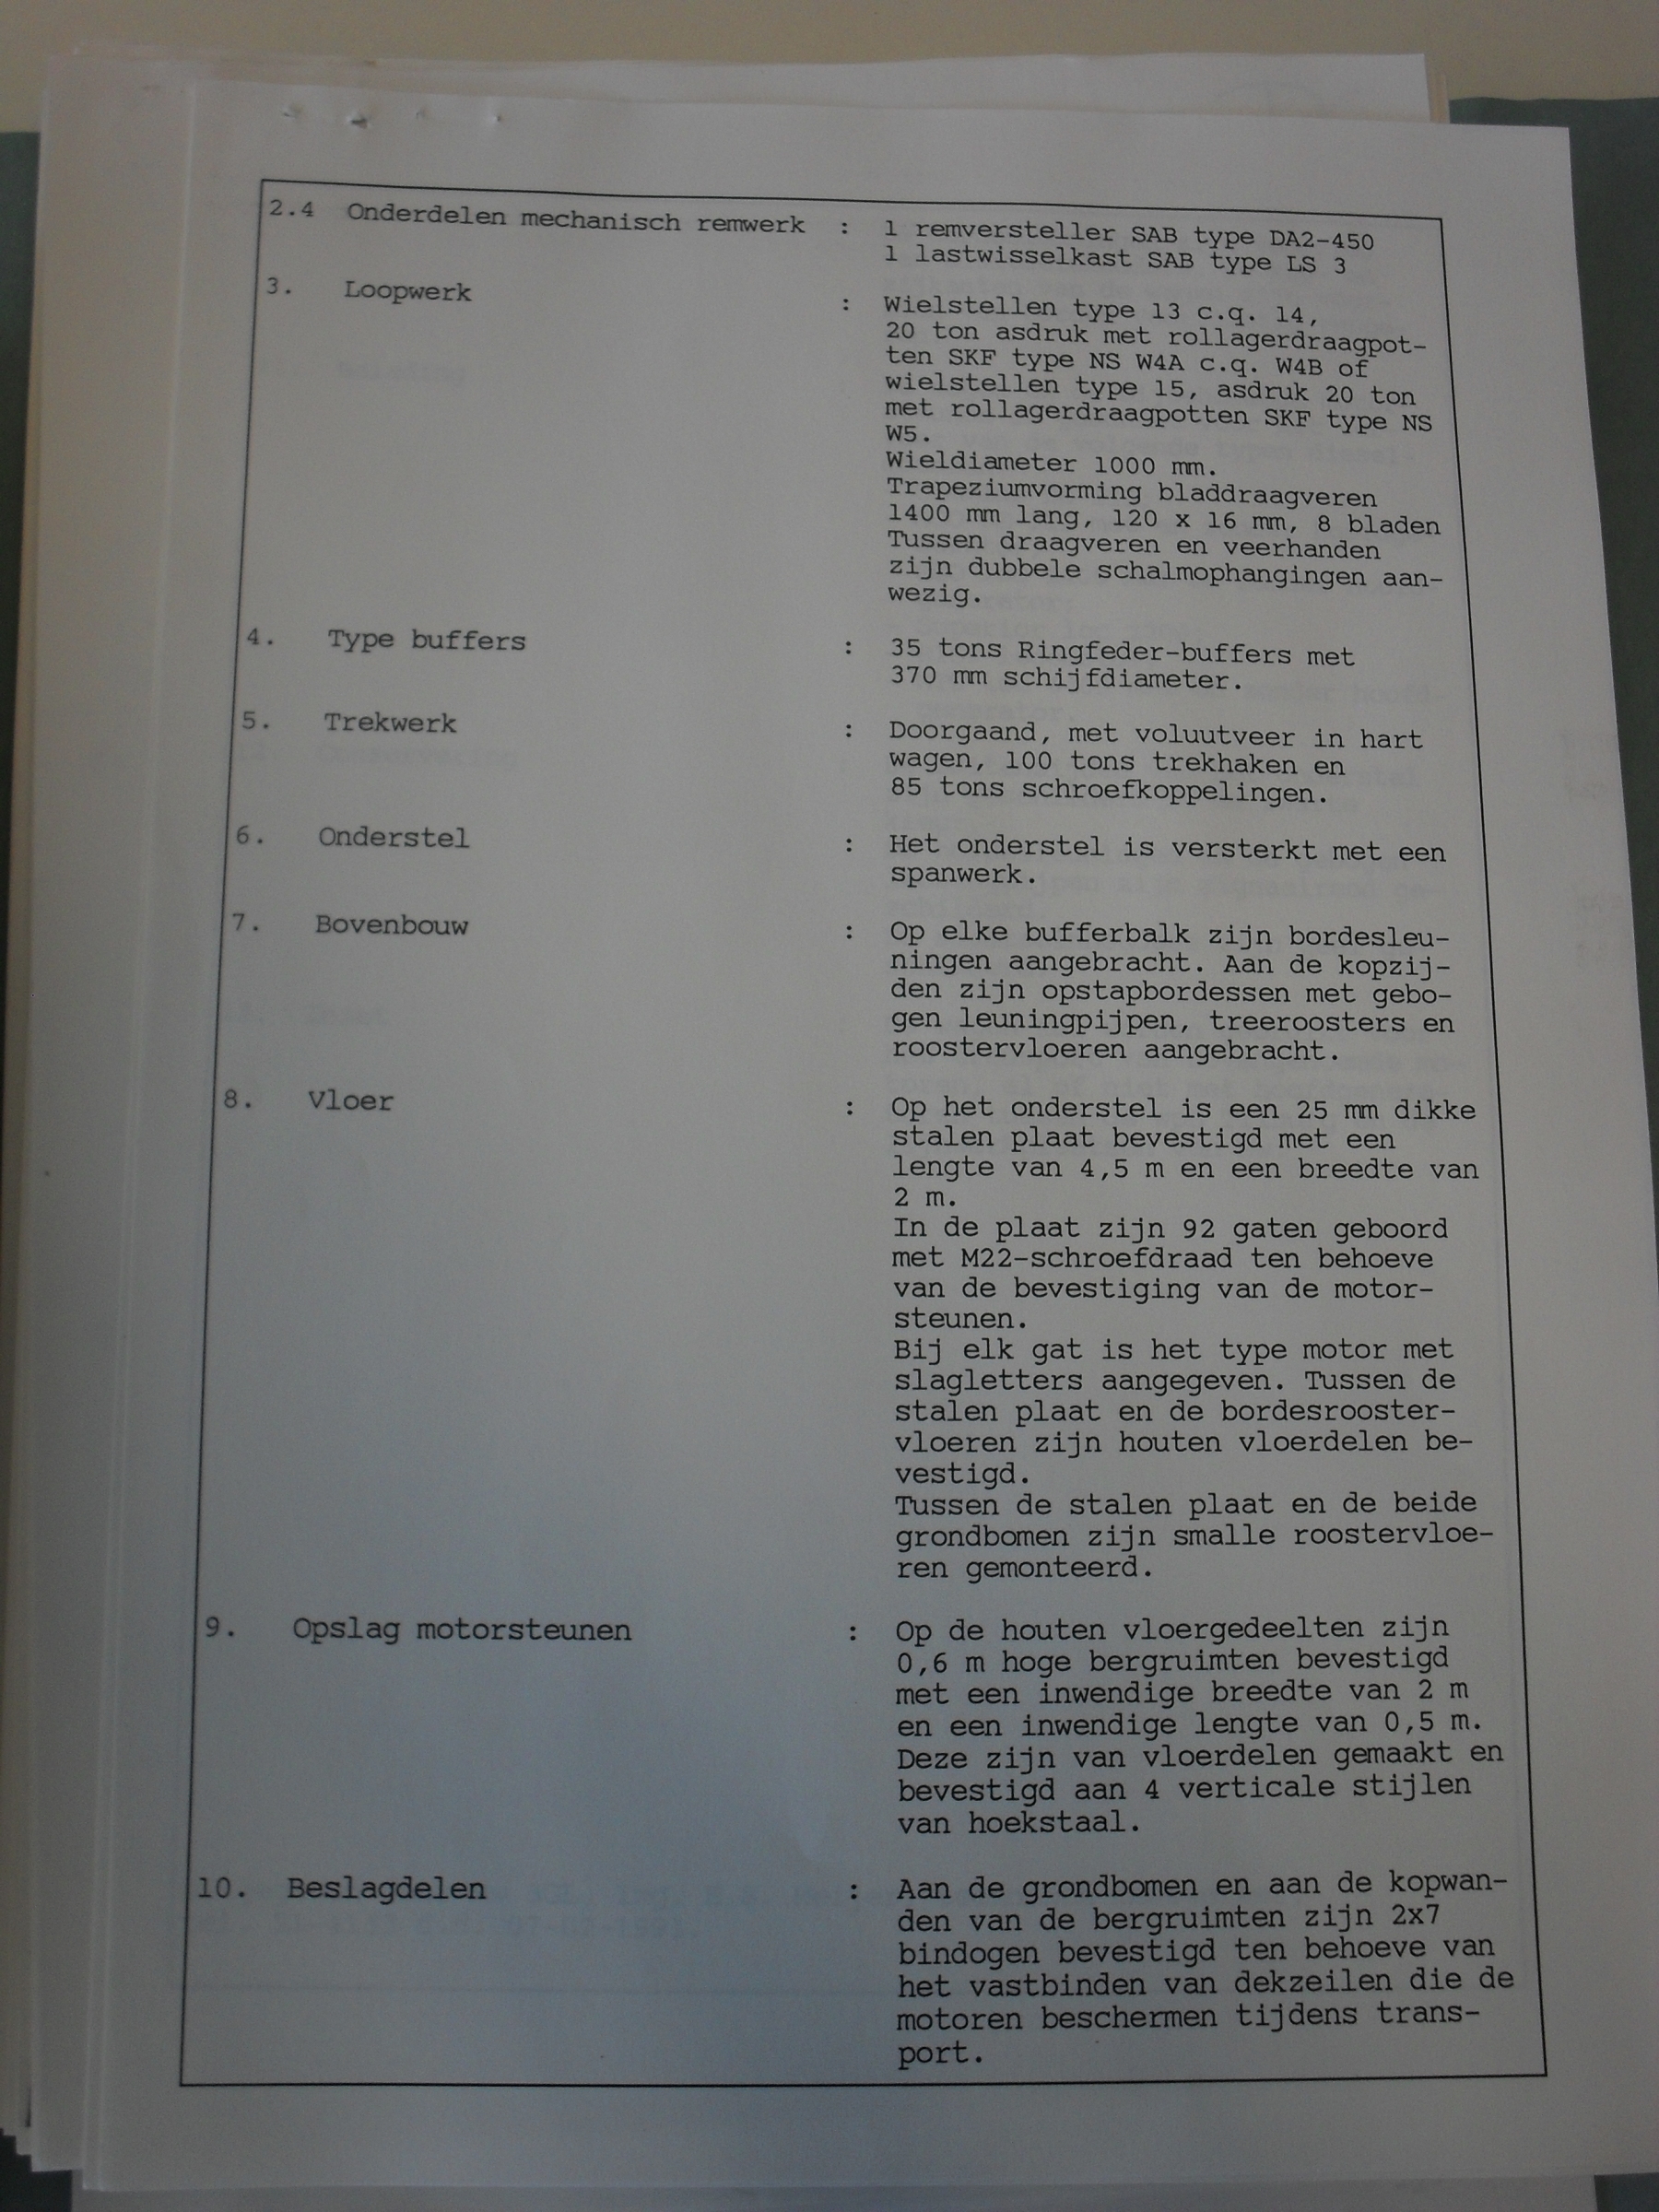 2.4 Onderdelen mechanisch remwerk : 1 remversteller SAB type DA2-450
1 lastwisselkast SAB type LS 3
3. Loopwerk : Wielstellen type 13 c.q. 14,
20 ton asdruk met rollagerdraagpot-
ten SKF type NS W4A c.q. W4B of
wielstellen type 15, asdruk 20 ton
met rollagerdraagpotten SKF type NS
W5.
Wieldiameter 1000 mm.
Trapeziumvorming bladdraagveren
1400 mm lang, 120 x 16 mm, 8 bladen
Tussen draagveren en veerhanden
zijn dubbele schalmophangingen aan-
wezig.
4. Type buffers : 35 tons Ringfeder-buffers met
370 mm schijfdiameter.
5. Trekwerk : Doorgaand, met voluutveer in hart
wagen, 100 tons trekhaken en
85 tons schroefkoppelingen.
6. Onderstel : Het onderstel is versterkt met een
spanwerk.
7. Bovenbouw : Op elke bufferbalk zijn bordesleu-
ningen aangebracht. Aan de kopzij-
den zijn opstapbordessen met gebo-
gen leuningpijpen, treeroosters en
roostervloeren aangebracht.
8. Vloer : Op het onderstel is een 25 mm dikke
stalen plaat bevestigd met een
lengte van 4,5 m en een breedte van
2 m.
In de plaat zijn 92 gaten geboord
met M22-schroefdraad ten behoeve
van de bevestiging van de motor-
steunen.
Bij elk gat is het type motor met
slagletters aangegeven. Tussen de
stalen plaat en de bordesrooster-
vloeren zijn houten vloerdelen be-
vestigd.
Tussen de stalen plaat en de beide
grondbomen zijn smalle roostervloe-
ren gemonteerd.
9. Opslag motorsteunen : Op de houten vloergedeelten zijn
0,6 m hoge bergruimten bevestigd
met een inwendige breedte van 2 m
en een inwendige lengte van 0,5 m.
Deze zijn van vloerdelen gemaakt en
bevestigd aan 4 verticale stijlen
van hoekstaal.
10. Beslagdelen : Aan de grondbomen en aan de kopwan-
den van de bergruimten zijn 2x7
bindogen bevestigd ten behoeve van
het vastbinden van dekzeilen die de
motoren beschermen tijdens trans-
port.